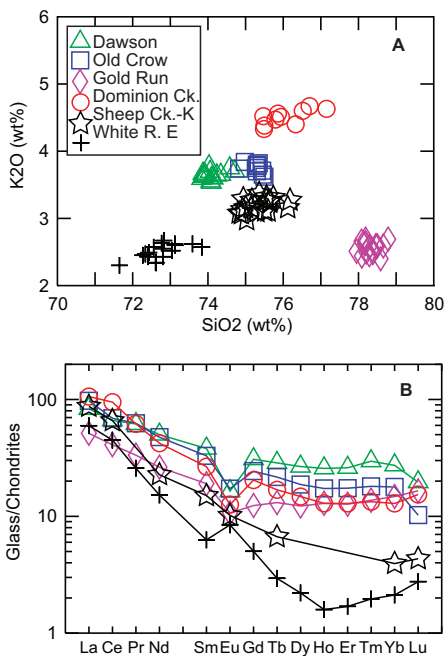 A
Dawson
Old Crow
Gold Run
Dominion Ck.
Sheep Ck.-K
White R. E
6
5
4
3
2
K2O (wt%)
70 72 74 76 78 80
SiO2 (wt%)
B
100
10
1
Glass/Chondrites
La Ce Pr Nd Sm Eu Gd Tb Dy Ho Er Tm Yb Lu